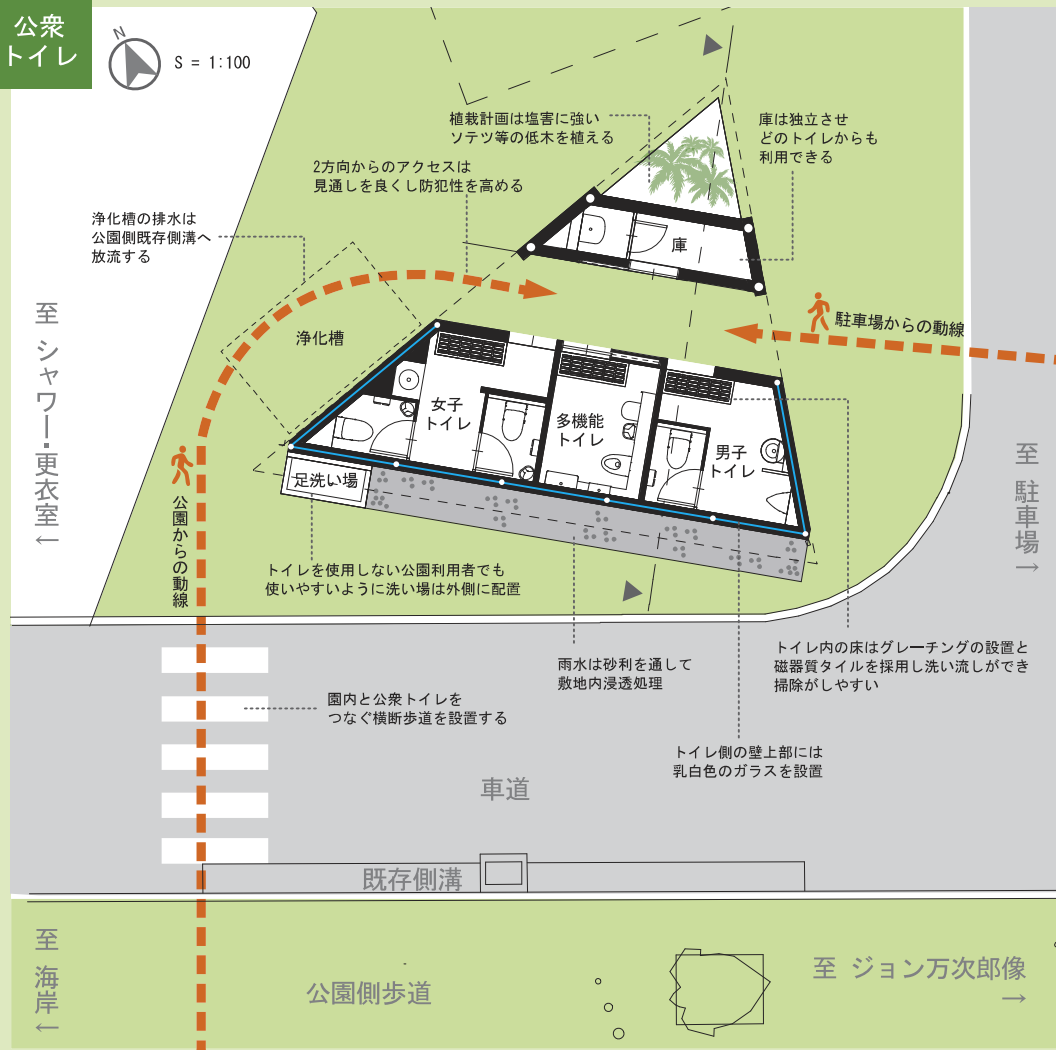 公衆
トイレ
N
S = 1:100
植栽計画は塩害に強い
ソテツ等の低木を植える
庫は独立させ
どのトイレからも
利用できる
2方向からのアクセスは
見通しを良くし防犯性を高める
浄化槽の排水は
公園側既存側溝へ
放流する
庫
至 シャワー・更衣室←
浄化槽
駐車場からの動線
女子
トイレ
多機能
トイレ
男子
トイレ
足洗い場
公園からの動線
至 駐車場→
トイレを使用しない公園利用者でも
使いやすいように洗い場は外側に配置
雨水は砂利を通して
敷地内浸透処理
トイレ内の床はグレーチングの設置と
磁器質タイルを採用し洗い流しができ
掃除がしやすい
園内と公衆トイレを
つなぐ横断歩道を設置する
トイレ側の壁上部には
乳白色のガラスを設置
車道
既存側溝
至 海岸←
公園側歩道
至 ジョン万次郎像
→